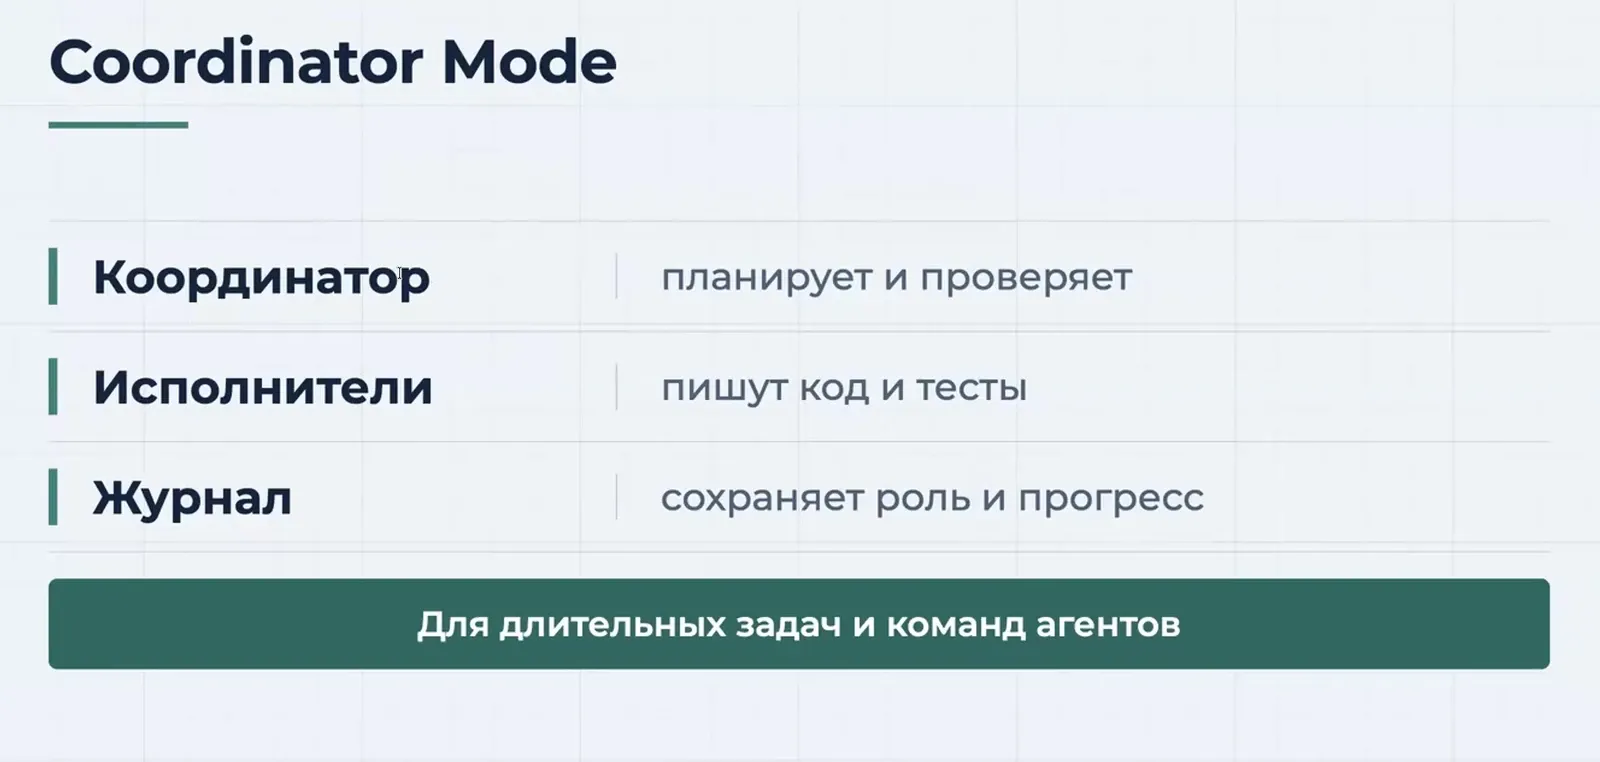 Coordinator Mode
Координатор
планирует и проверяет
Исполнители
пишут код и тесты
Журнал
сохраняет роль и прогресс
Для длительных задач и команд агентов